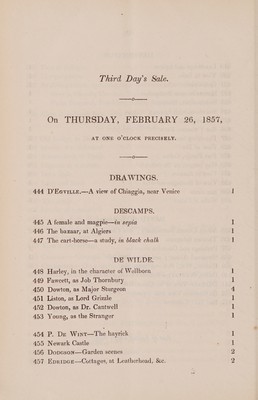 Third Day's Sale.
On THURSDAY, FEBRUARY 26, 1857,
AT ONE O'CLOCK PRECISELY.
DRAWINGS.
444 D'Egville.—A view of Chioggia, near Venice 1
DESCAMPS.
445 A female and magpie—in sepia 1
446 The bazaar, at Algiers 1
447 The cart-horse—a study, in black chalk 1
DE WILDE.
448 Harley, in the character of Wellborn 1
449 Fawcett, as Job Thornbury 1
450 Dowton, as Major Sturgeon 4
451 Liston, as Lord Grizzle 1
452 Dowton, as Dr. Cantwell 1
453 Young, as the Stranger 1
454 P. De Wint—The hayrick 1
455 Newark Castle 1
456 Dodgson—Garden scenes 2
457 Edridge—Cottages, at Leatherhead, &c. 2